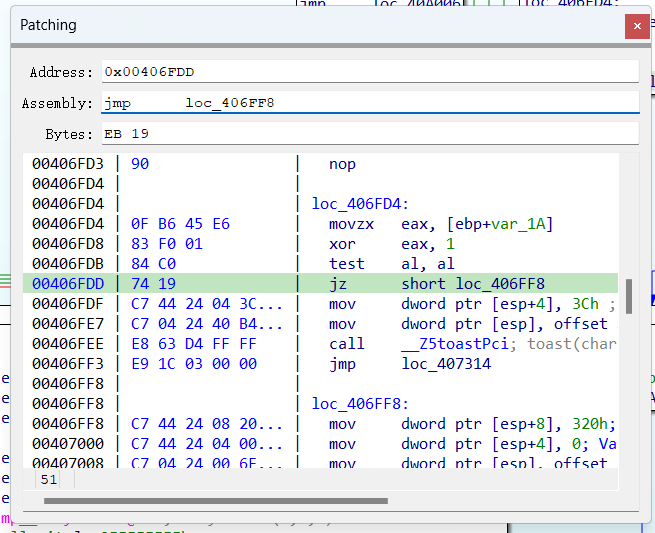 jmp loc_40A006
loc_406FD4:
Patching
Address: 0x00406FDD
Assembly: jmp loc_406FF8
Bytes: EB 19
00406FD3 | 90 | nop
00406FD4 | |
00406FD4 | | loc_406FD4:
00406FD4 | 0F B6 45 E6 | movzx eax, [ebp+var_1A]
00406FD8 | 83 F0 01 | xor eax, 1
00406FDB | 84 C0 | test al, al
00406FDD | 74 19 | jz short loc_406FF8
00406FDF | C7 44 24 04 3C... | mov dword ptr [esp+4], 3Ch ;
00406FE7 | C7 04 24 40 B4... | mov dword ptr [esp], offset
00406FEE | E8 63 D4 FF FF | call __Z5toastPci; toast(char
00406FF3 | E9 1C 03 00 00 | jmp loc_407314
00406FF8 | |
00406FF8 | | loc_406FF8:
00406FF8 | C7 44 24 08 20... | mov dword ptr [esp+8], 320h;
00407000 | C7 44 24 04 00... | mov dword ptr [esp+4], 0; Va
00407008 | C7 04 24 00 6F... | mov dword ptr [esp], offset
51